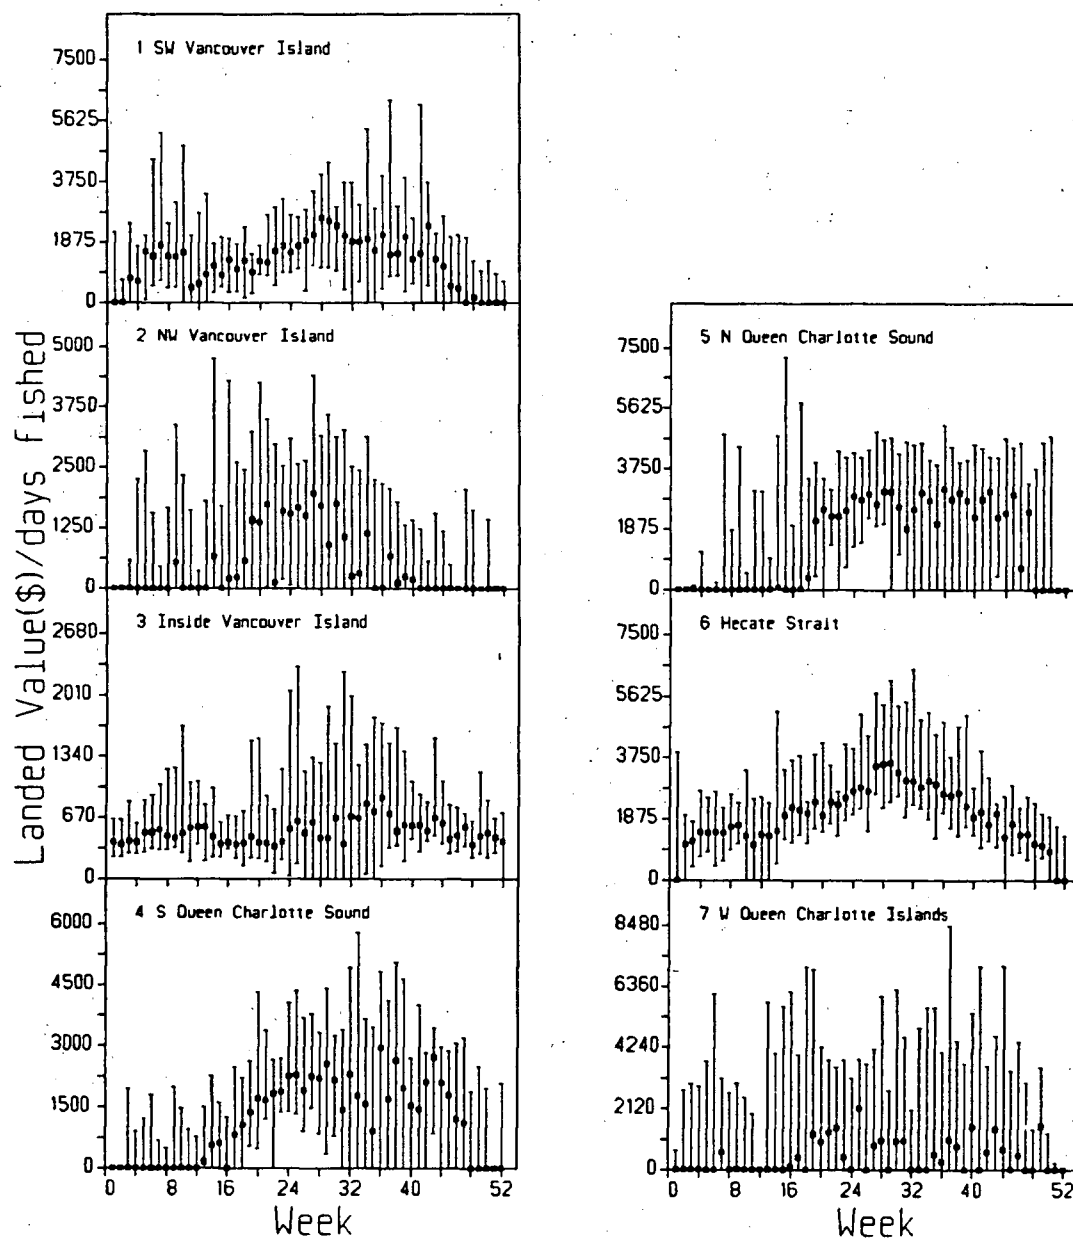 Landed Value($)/days fished
1 SW Vancouver Island
7500
5625
3750
1875
0
2 NW Vancouver Island
5000
3750
2500
1250
0
3 Inside Vancouver Island
2680
2010
1340
670
0
4 S Queen Charlotte Sound
6000
4500
3000
1500
0
0 8 16 24 32 40 52
Week
5 N Queen Charlotte Sound
7500
5625
3750
1875
0
6 Hecate Strait
7500
5625
3750
1875
0
7 W Queen Charlotte Islands
8480
6360
4240
2120
0
0 8 16 24 32 40 52
Week